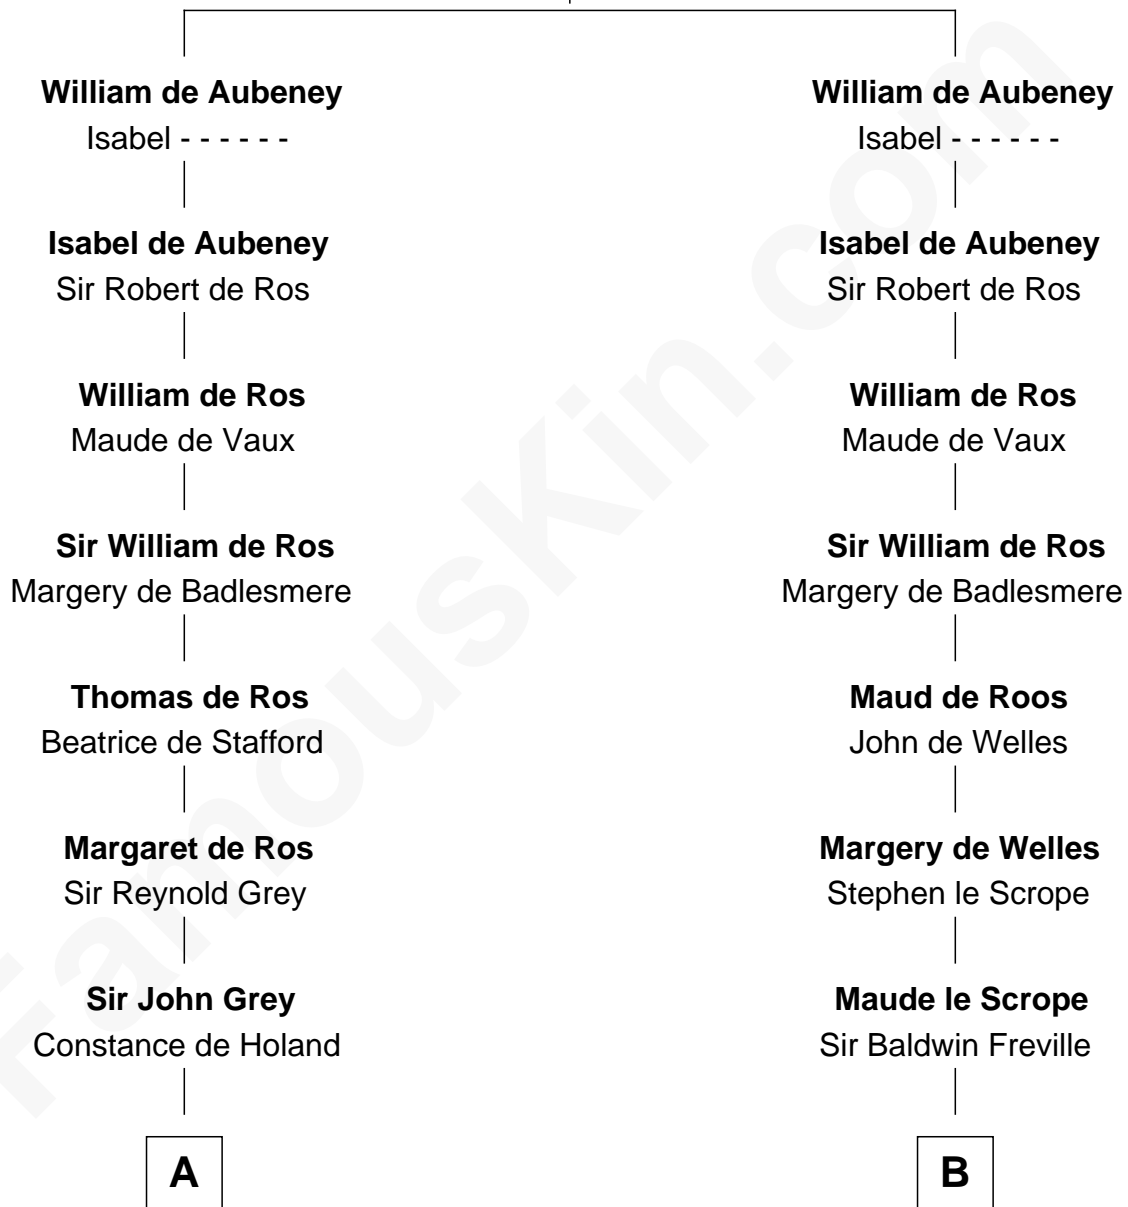 William de Aubeney
Isabel - - - - - -
Isabel de Aubeney
Sir Robert de Ros
William de Ros
Maude de Vaux
Sir William de Ros
Margery de Badlesmere
Thomas de Ros
Beatrice de Stafford
Margaret de Ros
Sir Reynold Grey
Sir John Grey
Constance de Holand
A
William de Aubeney
Isabel - - - - - -
Isabel de Aubeney
Sir Robert de Ros
William de Ros
Maude de Vaux
Sir William de Ros
Margery de Badlesmere
Maud de Roos
John de Welles
Margery de Welles
Stephen le Scrope
Maude le Scrope
Sir Baldwin Freville
B
FamousKin.com